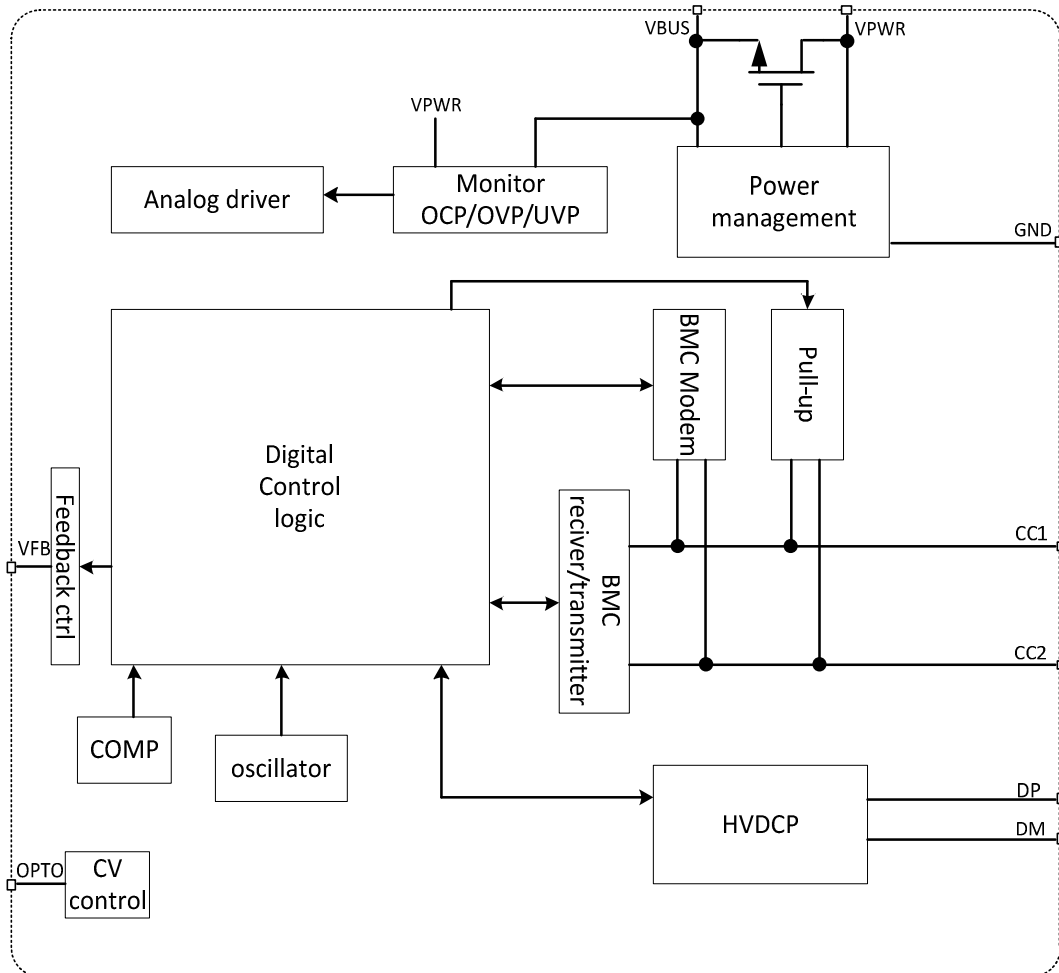 VBUS
VPWR
VPWR
Analog driver
Monitor
OCP/OVP/UVP
Power
management
GND
BMC Modem
Pull-up
Digital
Control
logic
Feedback ctrl
VFB
BMC
reciver/transmitter
CC1
CC2
COMP
oscillator
HVDCP
DP
DM
OPTO
CV
control